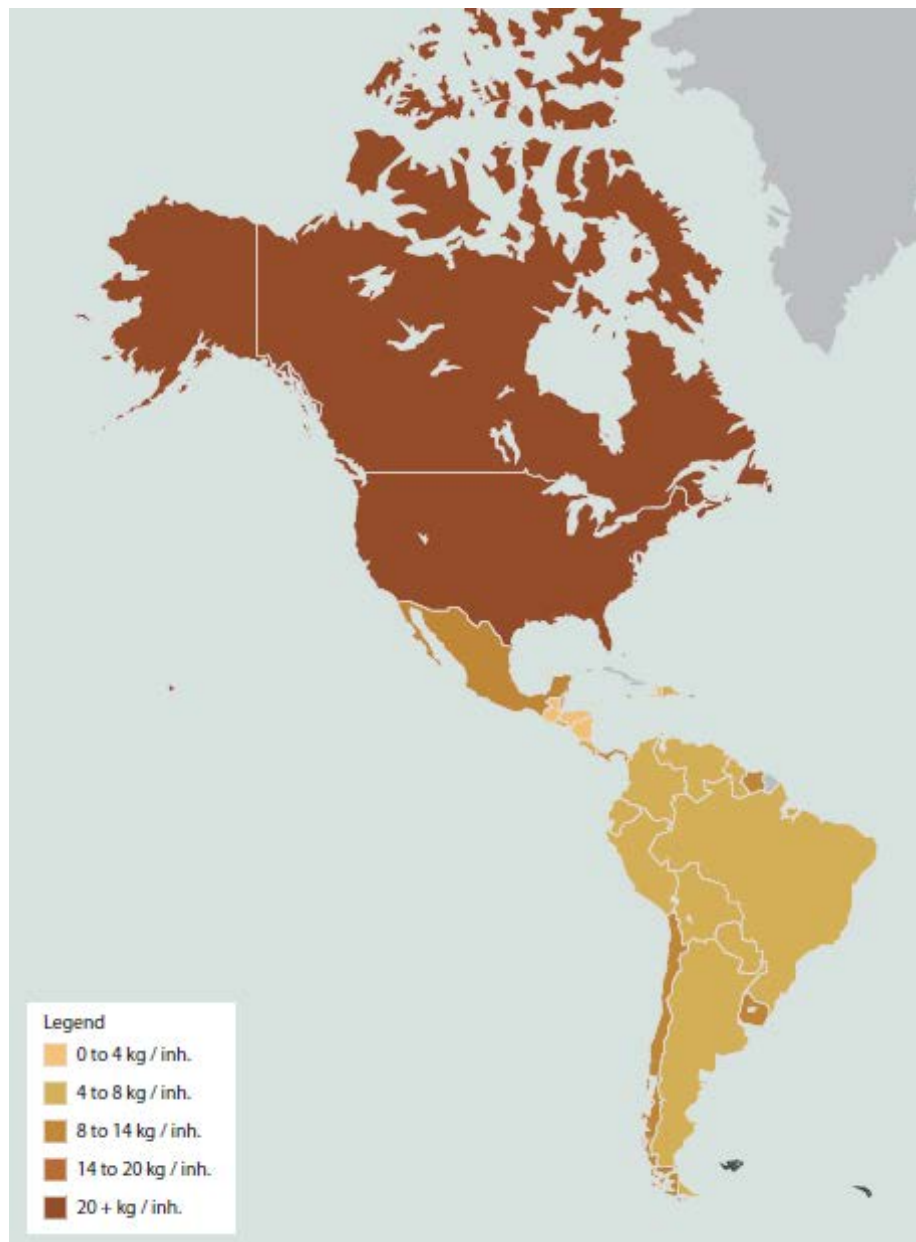 Legend
0 to 4 kg / inh.
4 to 8 kg / inh.
8 to 14 kg / inh.
14 to 20 kg / inh.
20 + kg / inh.